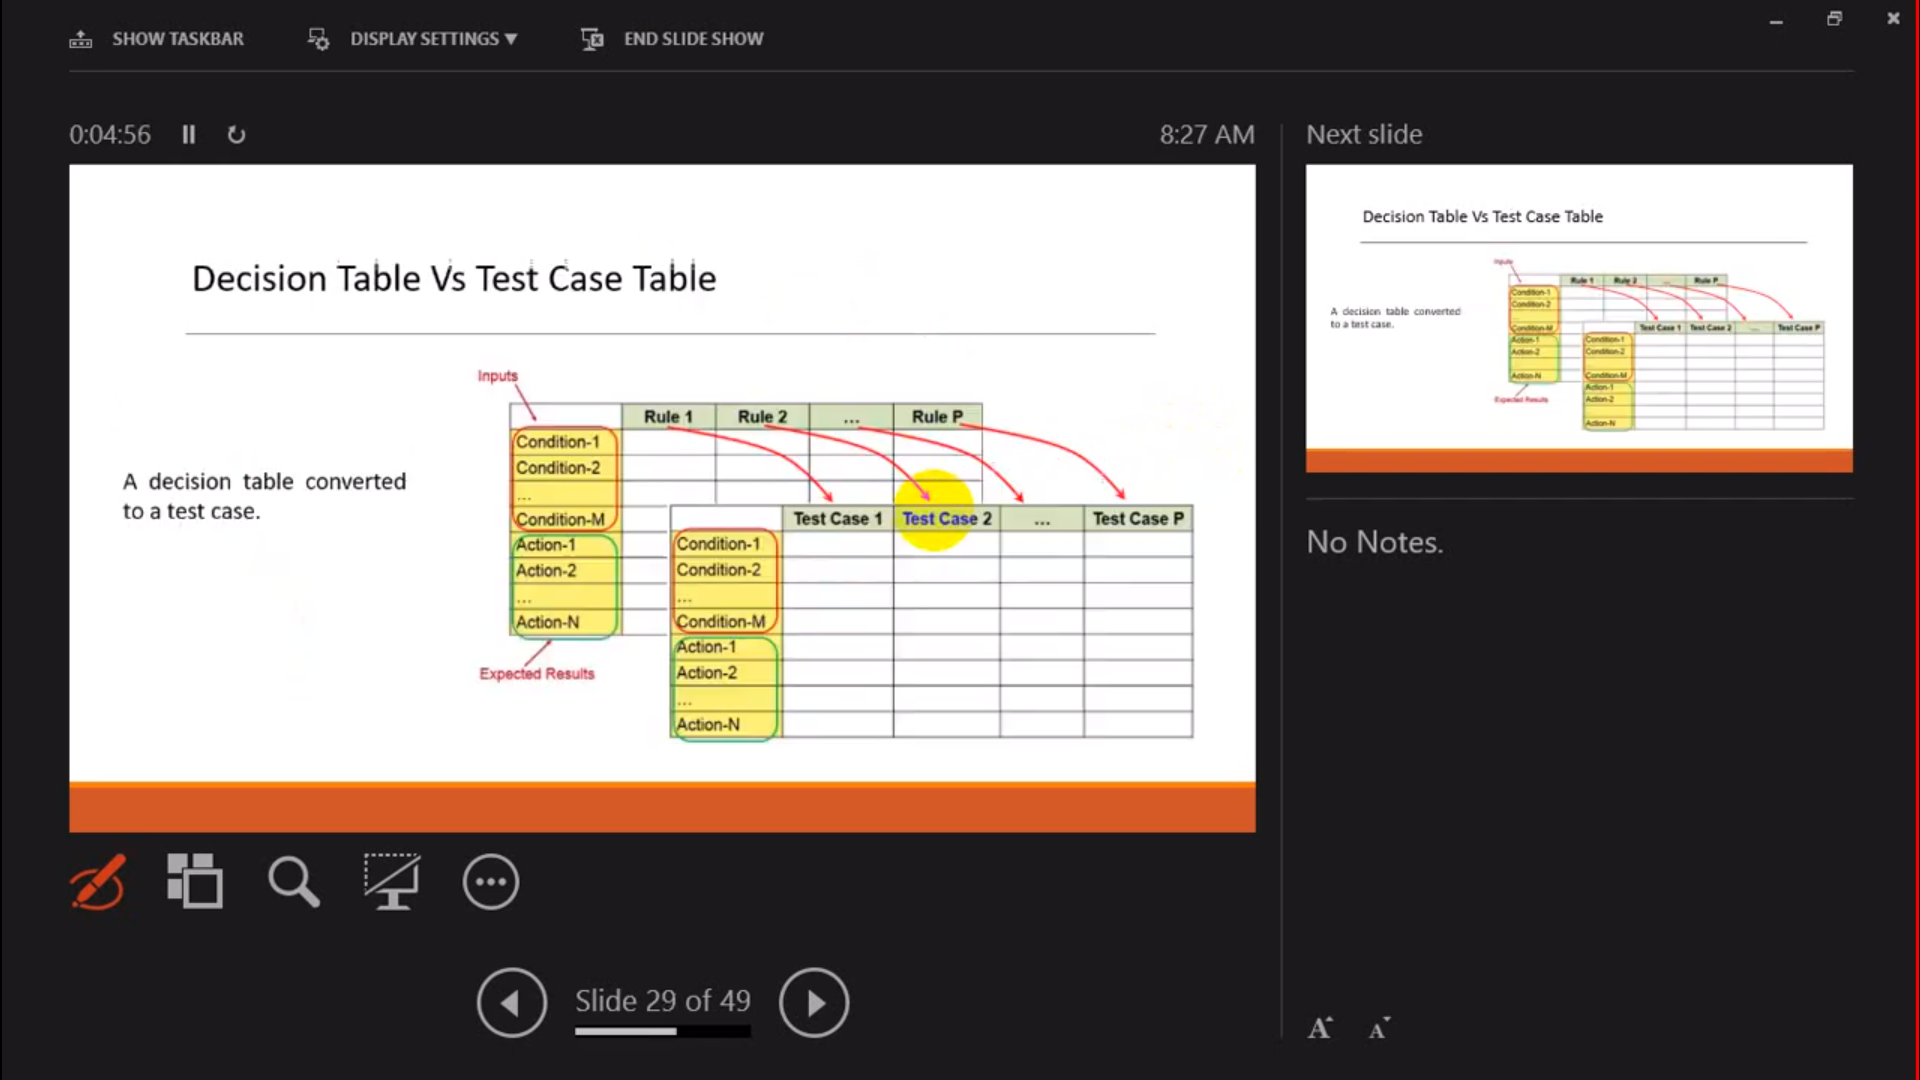 SHOW TASKBAR
DISPLAY SETTINGS ▼
END SLIDE SHOW
0:04:56
8:27 AM
Next slide
Decision Table Vs Test Case Table
Inputs
Rule 1
Rule 2
...
Rule P
Condition-1
Condition-2
...
Condition-M
Action-1
Action-2
...
Action-N
Expected Results
A decision table converted
to a test case.
Test Case 1
Test Case 2
...
Test Case P
Condition-1
Condition-2
...
Condition-M
Action-1
Action-2
...
Action-N
Decision Table Vs Test Case Table
Inputs
Rule 1
Rule 2
...
Rule P
Condition-1
Condition-2
...
Condition-M
Action-1
Action-2
Action-N
Expected Results
A decision table converted
to a test case.
Test Case 1
Test Case 2
...
Test Case P
Condition-1
Condition-2
Condition-M
Action-1
Action-2
Action-N
No Notes.
Slide 29 of 49
A
A